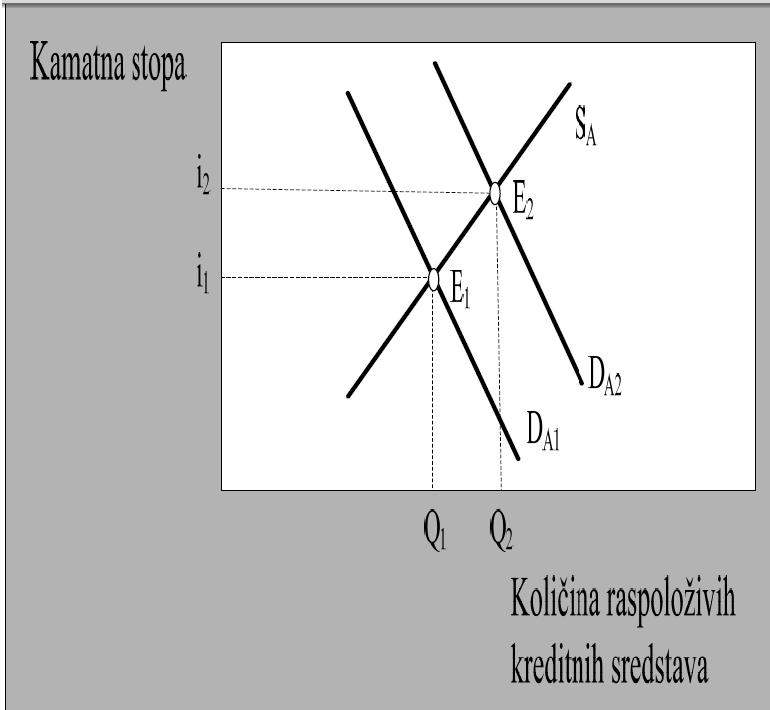 Kamatna stopa
S_A
i₂
E₂
i₁
E₁
D_A2
D_A1
Q₁ Q₂
Količina raspoloživih
kreditnih sredstava